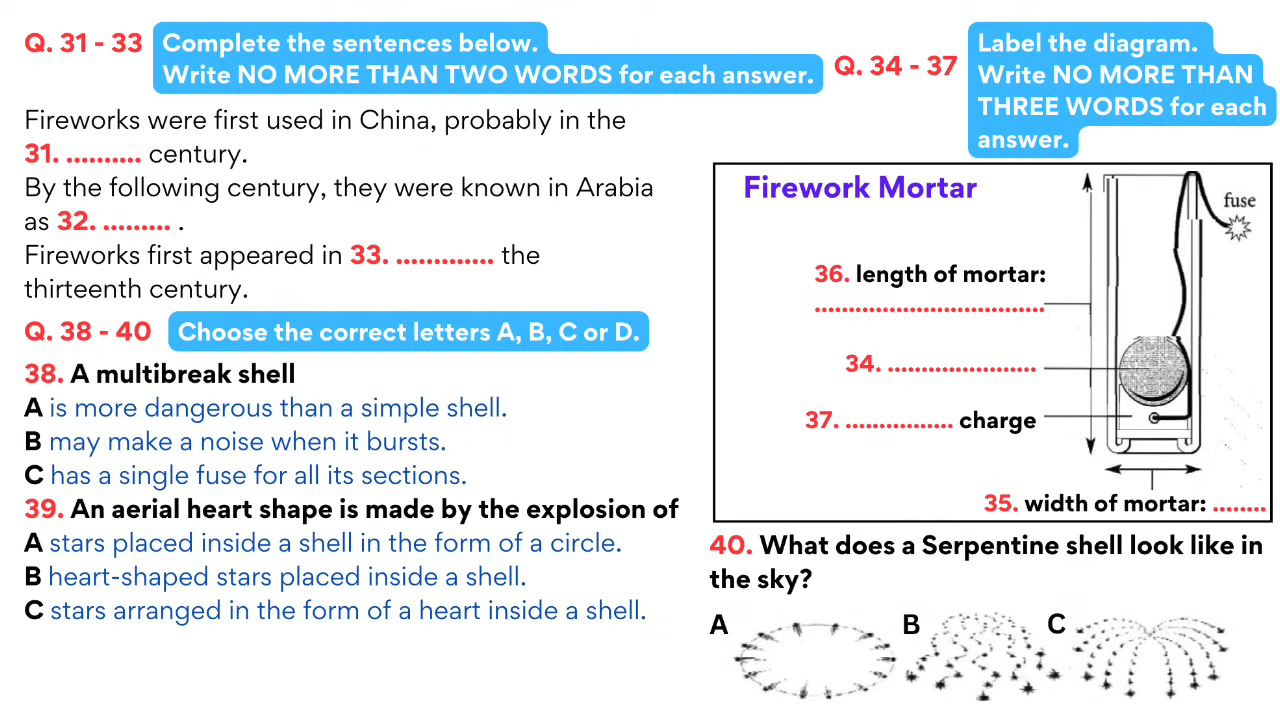 Q. 31 - 33
Complete the sentences below.
Write NO MORE THAN TWO WORDS for each answer.
Fireworks were first used in China, probably in the
31. .......... century.
By the following century, they were known in Arabia
as 32. ......... .
Fireworks first appeared in 33. ............. the
thirteenth century.
Q. 38 - 40
Choose the correct letters A, B, C or D.
38. A multibreak shell
A is more dangerous than a simple shell.
B may make a noise when it bursts.
C has a single fuse for all its sections.
39. An aerial heart shape is made by the explosion of
A stars placed inside a shell in the form of a circle.
B heart-shaped stars placed inside a shell.
C stars arranged in the form of a heart inside a shell.
Q. 34 - 37
Label the diagram.
Write NO MORE THAN
THREE WORDS for each
answer.
Firework Mortar
fuse
36. length of mortar:
.................................
34. .....................
37. ............... charge
35. width of mortar: ........
40. What does a Serpentine shell look like in
the sky?
A
B
C